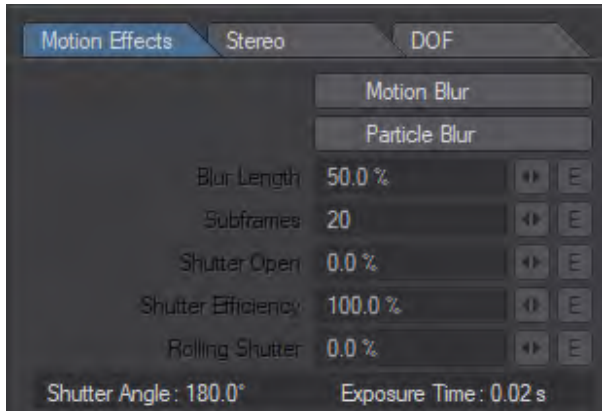 Motion Effects Stereo DOF
Motion Blur
Particle Blur
Blur Length 50.0 % E
Subframes 20 E
Shutter Open 0.0 % E
Shutter Efficiency 100.0 % E
Rolling Shutter 0.0 % E
Shutter Angle : 180.0° Exposure Time : 0.02 s